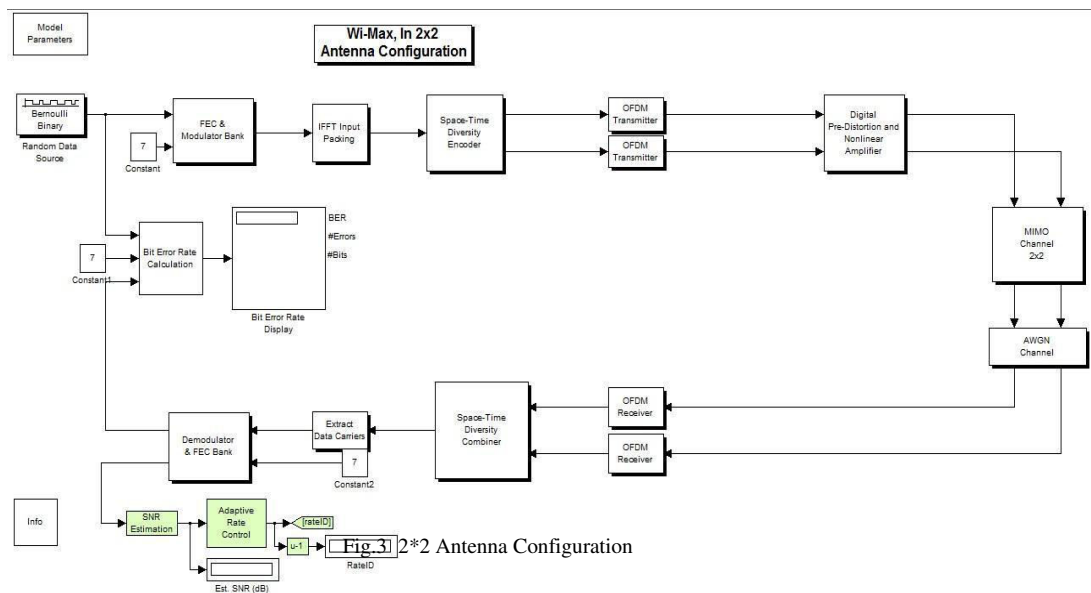 Model
Parameters
Wi-Max, In 2x2
Antenna Configuration
Bernoulli
Binary
Random Data
Source
7
Constant
FEC &
Modulator Bank
IFFT Input
Packing
Space-Time
Diversity
Encoder
OFDM
Transmitter
OFDM
Transmitter
Digital
Pre-Distortion and
Nonlinear
Amplifier
MIMO
Channel
2x2
AWGN
Channel
7
Constant1
Bit Error Rate
Calculation
BER
#Errors
#Bits
Bit Error Rate
Display
OFDM
Receiver
OFDM
Receiver
Space-Time
Diversity
Combiner
Extract
Data Carriers
7
Constant2
Demodulator
& FEC Bank
Info
SNR
Estimation
Adaptive
Rate
Control
[rateID]
u-1
RateID
Est. SNR (dB)
Fig.3 2*2 Antenna Configuration